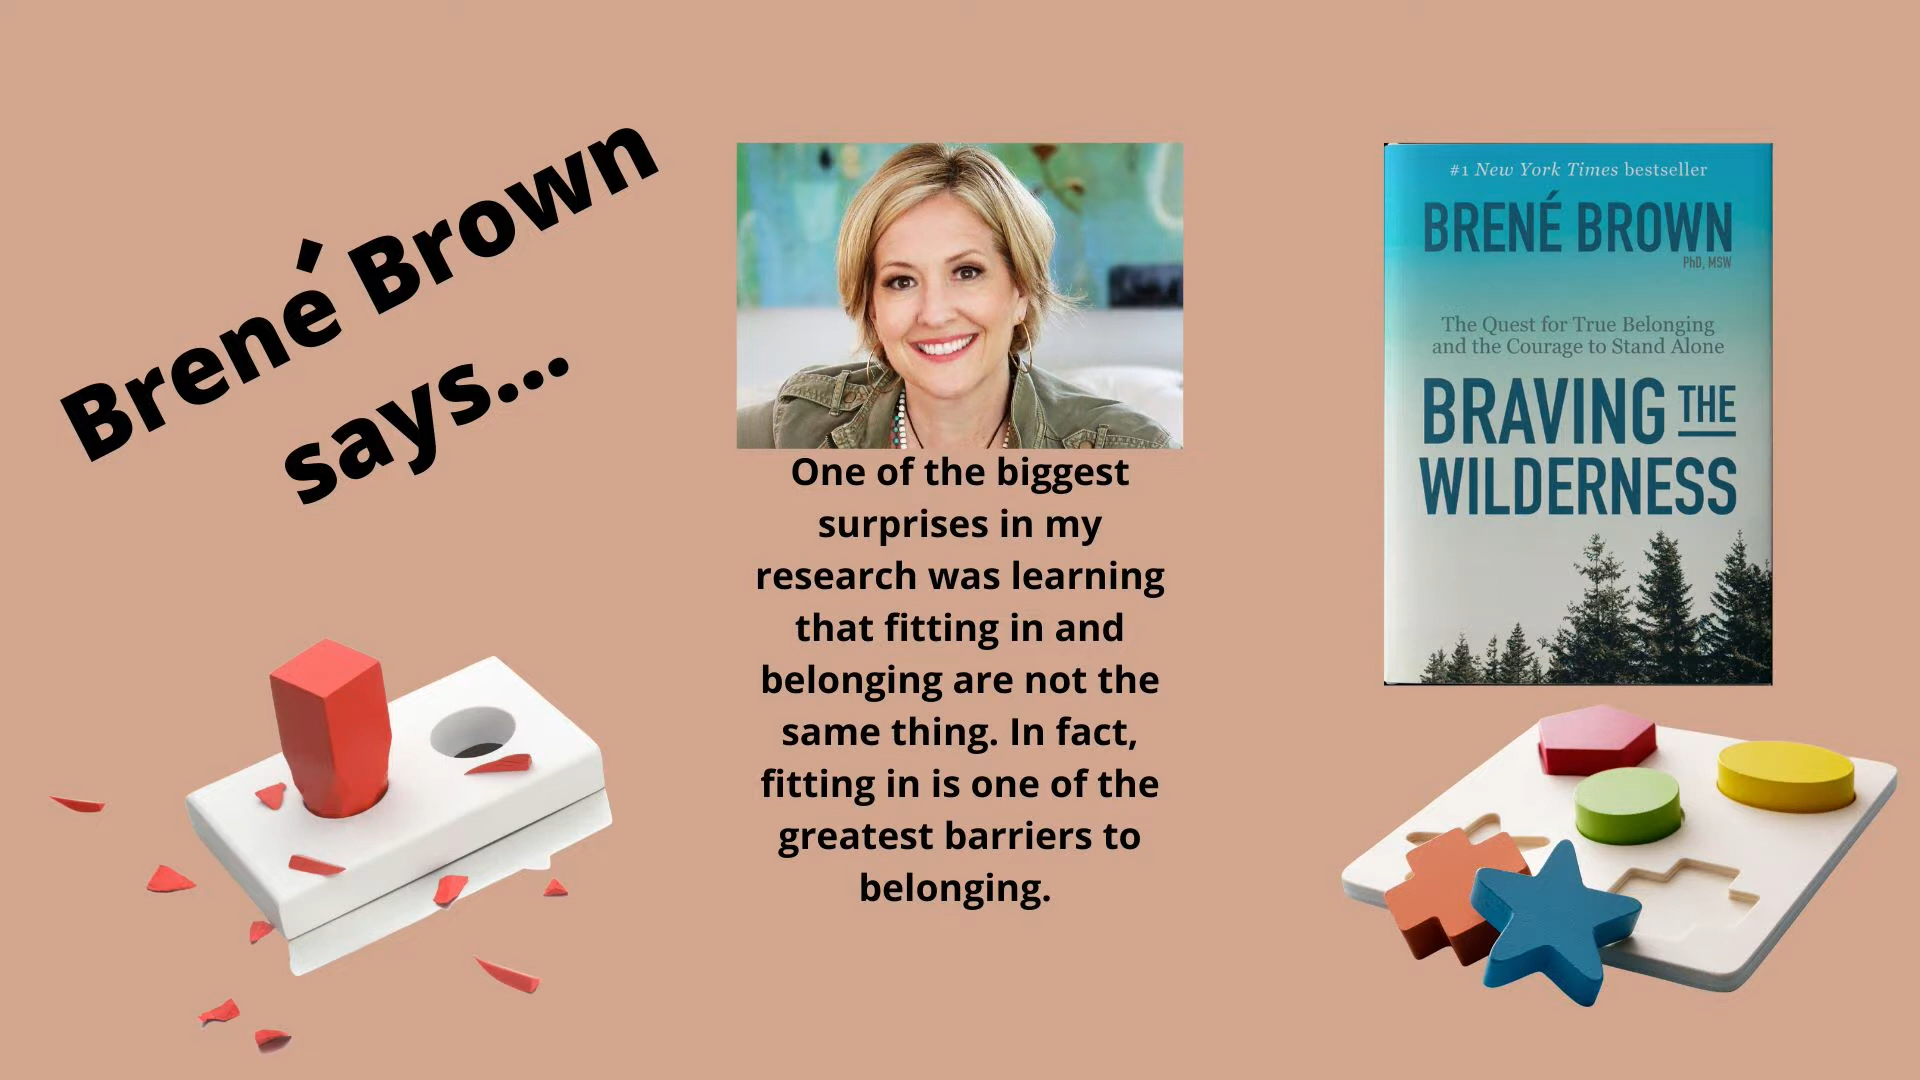 Brené Brown
says...
One of the biggest
surprises in my
research was learning
that fitting in and
belonging are not the
same thing. In fact,
fitting in is one of the
greatest barriers to
belonging.
#1 New York Times bestseller
BRENÉ BROWN
PhD, MSW
The Quest for True Belonging
and the Courage to Stand Alone
BRAVING THE
WILDERNESS